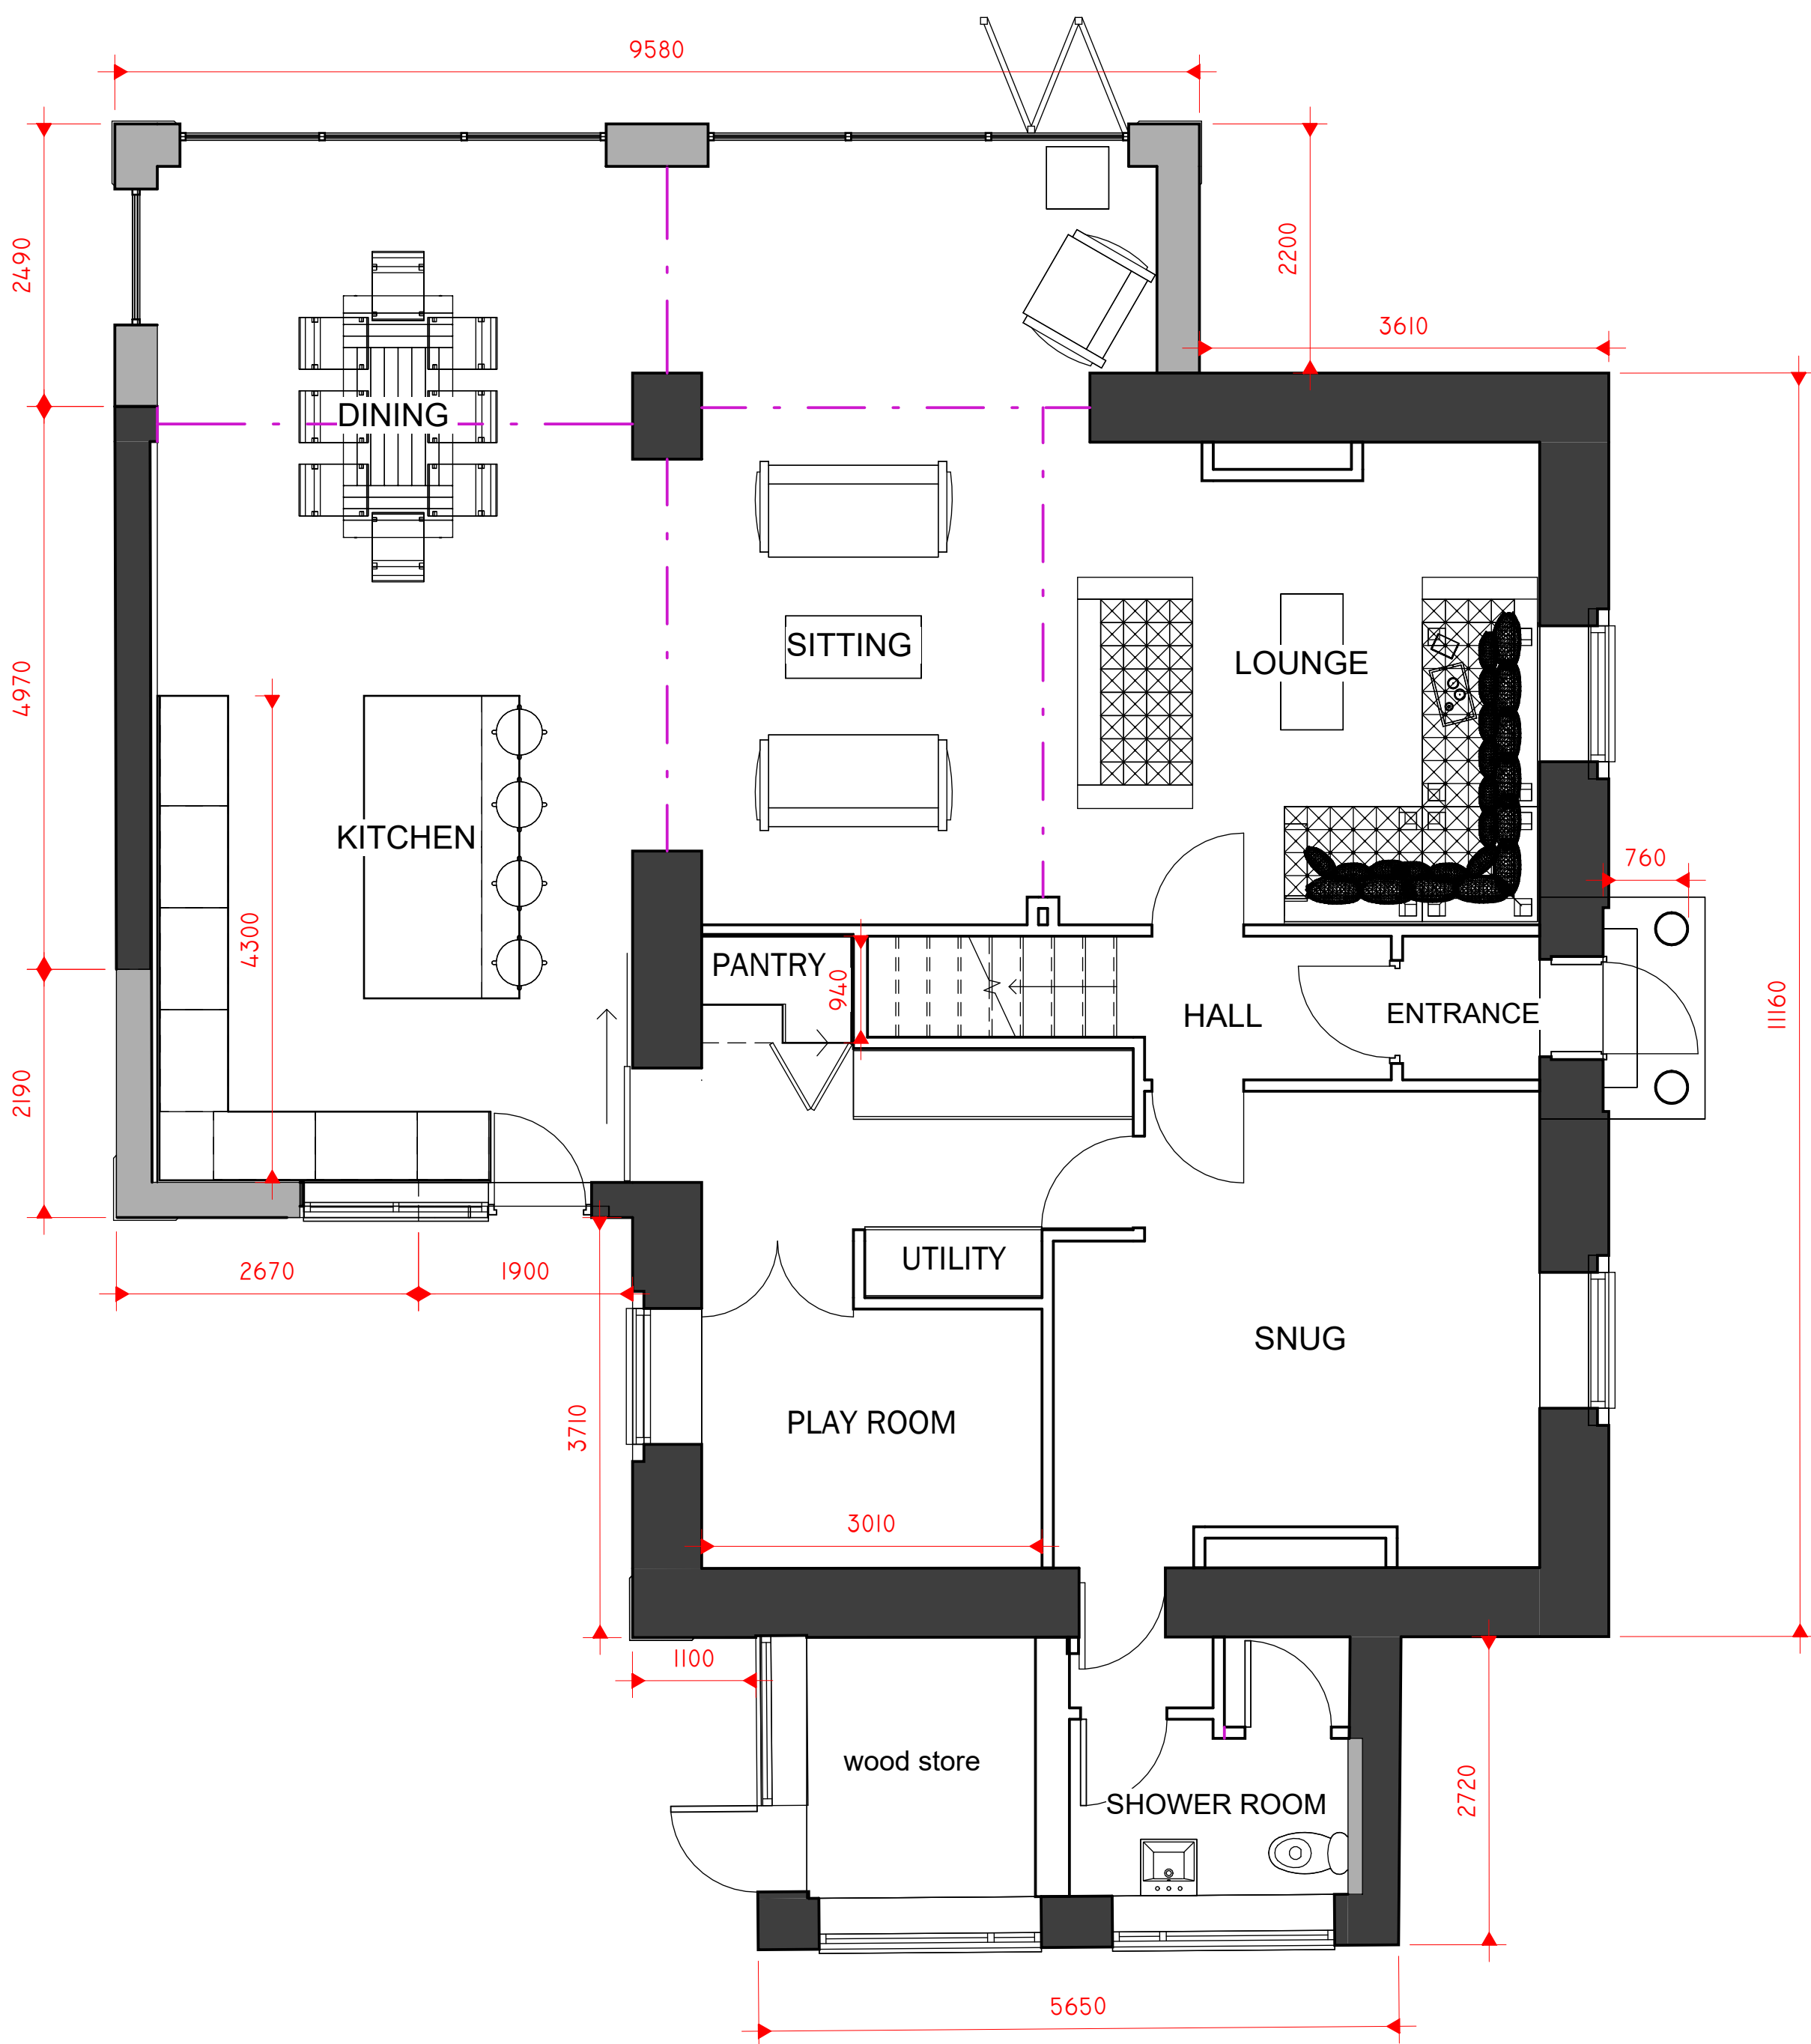 9580
2490
2200
3610
DINING
SITTING
LOUNGE
4970
KITCHEN
760
4300
PANTRY
940
HALL
ENTRANCE
11160
2190
UTILITY
2670
1900
SNUG
3710
PLAY ROOM
3010
1100
wood store
SHOWER ROOM
2720
5650